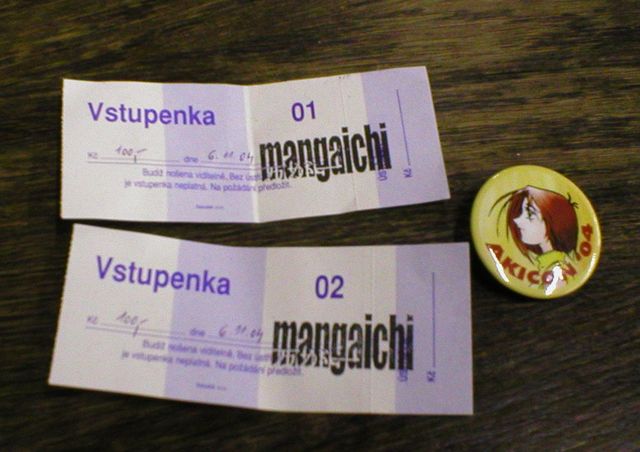 Vstupenka
01
Kč 100,- dne 6.11.04
mangaichi
Budiž nošena viditelně, Bez
je vstupenka neplatná. Na požádání předložit.
Kč
Vstupenka
02
Kč 100,- dne 6.11.04
mangaichi
Budiž nošena viditelně, Bez
je vstupenka neplatná. Na požádání předložit.
Kč
AKICON '04